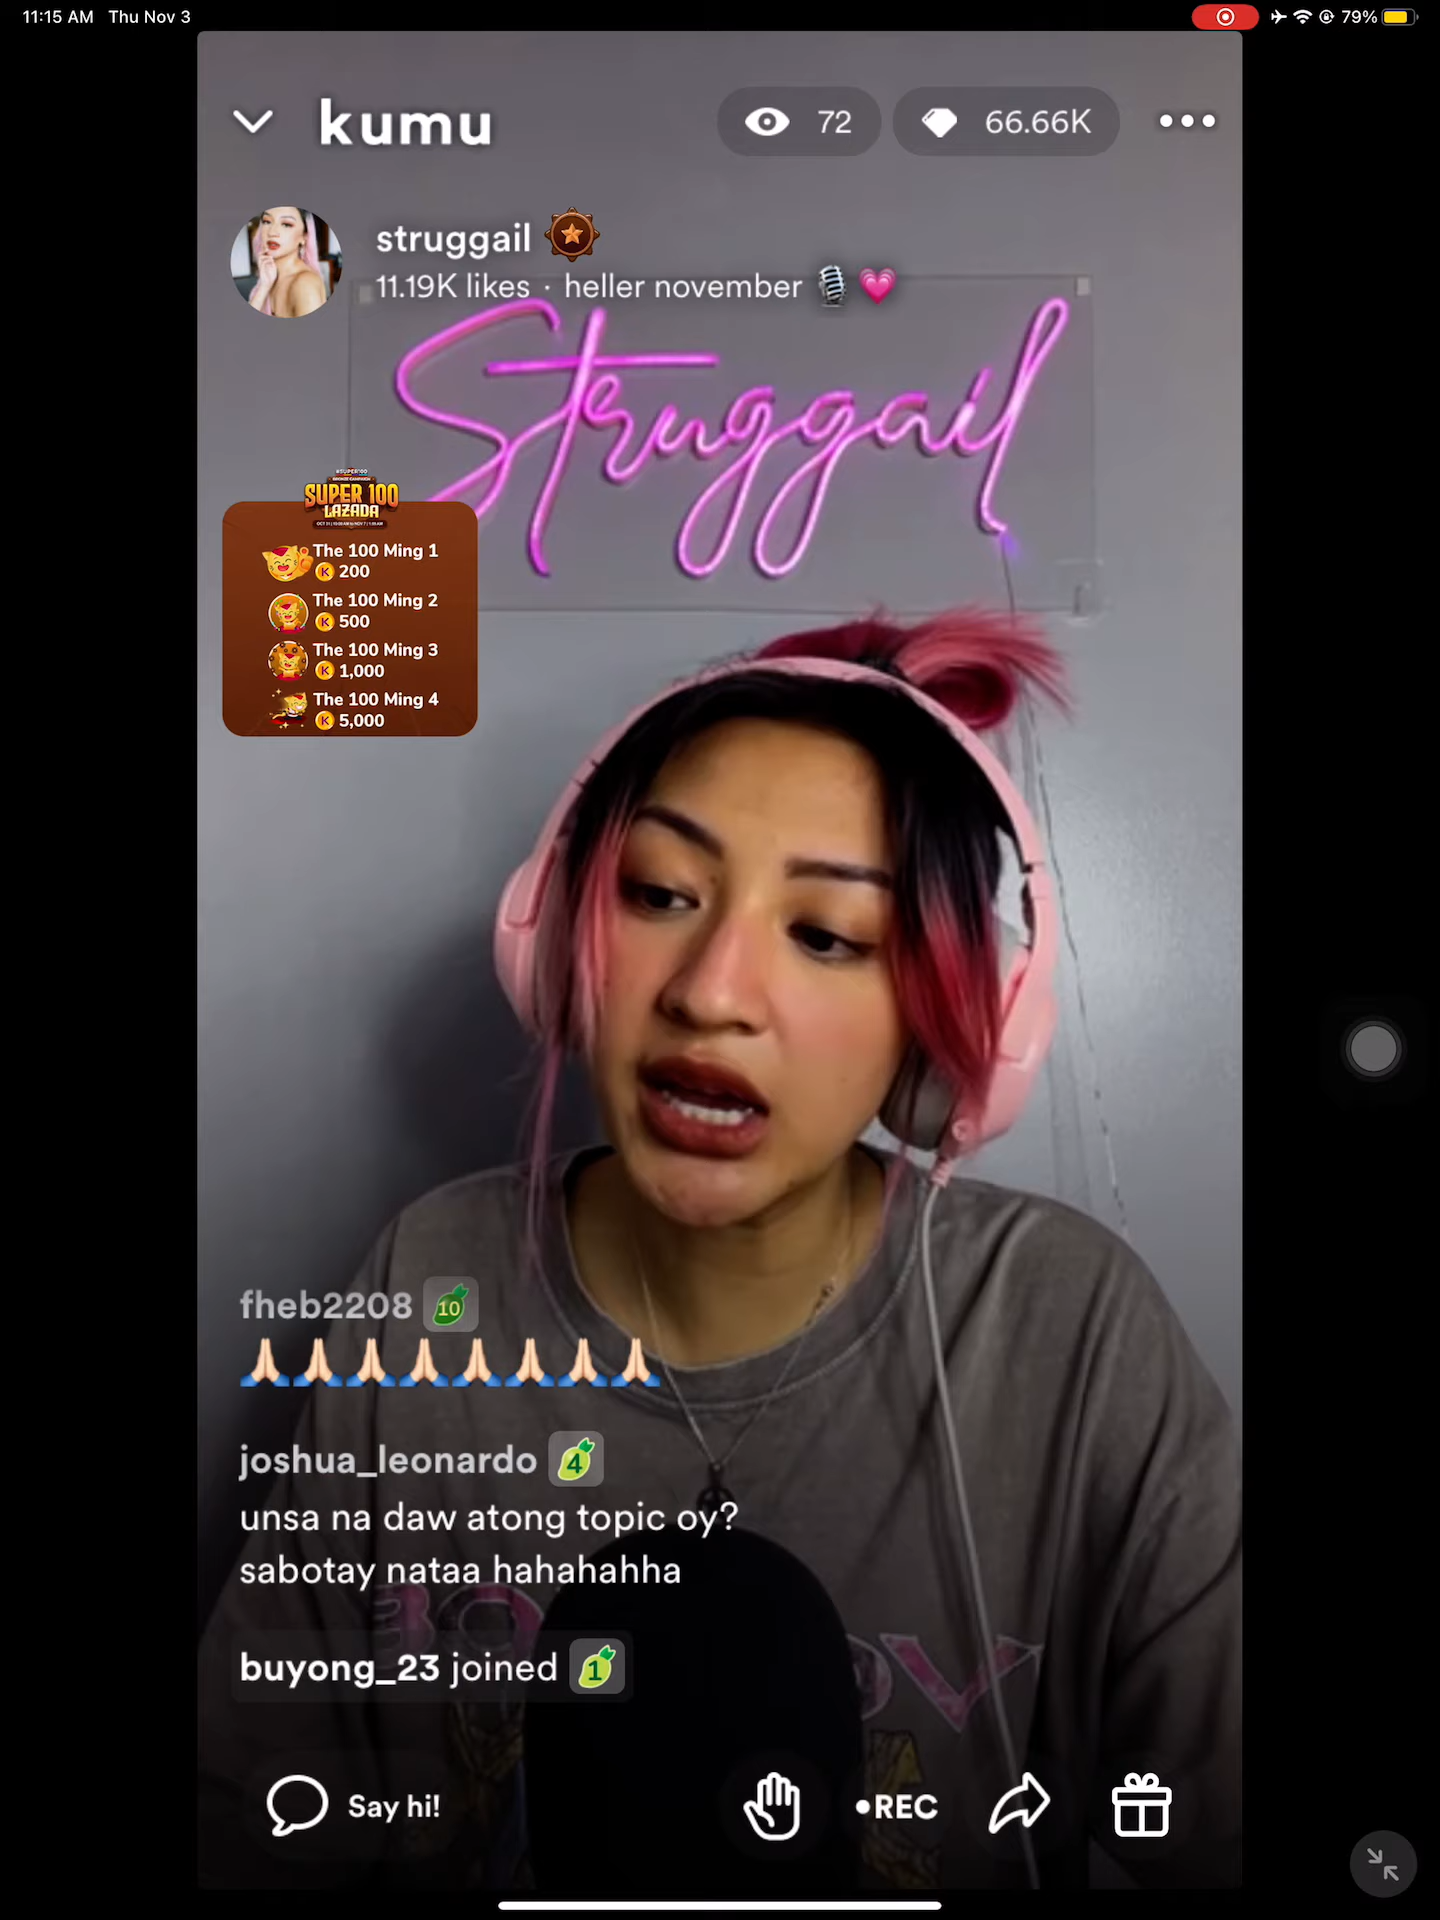 11:15 AM Thu Nov 3
79%
kumu
72
66.66K
struggail
11.19K likes · heller november 🎙️💗
Struggail
#SUPER100
BRONZE CAMPAIGN
SUPER 100
LAZADA
The 100 Ming 1
K 200
The 100 Ming 2
K 500
The 100 Ming 3
K 1,000
The 100 Ming 4
K 5,000
fheb2208 10
🙏🏻🙏🏻🙏🏻🙏🏻🙏🏻🙏🏻🙏🏻🙏🏻
joshua_leonardo 4
unsa na daw atong topic oy?
sabotay nataa hahahahha
buyong_23 joined 1
Say hi!
•REC